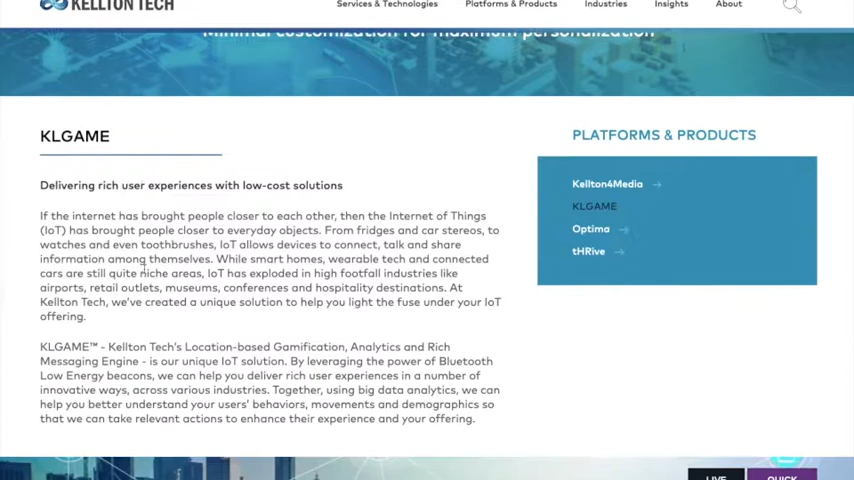 KELLTON TECH
Services & Technologies
Platforms & Products
Industries
Insights
About
Minimal customization for maximum personalization
KLGAME
Delivering rich user experiences with low-cost solutions
If the internet has brought people closer to each other, then the Internet of Things
(IoT) has brought people closer to everyday objects. From fridges and car stereos, to
watches and even toothbrushes, IoT allows devices to connect, talk and share
information among themselves. While smart homes, wearable tech and connected
cars are still quite niche areas, IoT has exploded in high footfall industries like
airports, retail outlets, museums, conferences and hospitality destinations. At
Kellton Tech, we've created a unique solution to help you light the fuse under your IoT
offering.
KLGAME™ - Kellton Tech's Location-based Gamification, Analytics and Rich
Messaging Engine - is our unique IoT solution. By leveraging the power of Bluetooth
Low Energy beacons, we can help you deliver rich user experiences in a number of
innovative ways, across various industries. Together, using big data analytics, we can
help you better understand your users' behaviors, movements and demographics so
that we can take relevant actions to enhance their experience and your offering.
PLATFORMS & PRODUCTS
Kellton4Media
KLGAME
Optima
tHRive
LIVE
QUICK